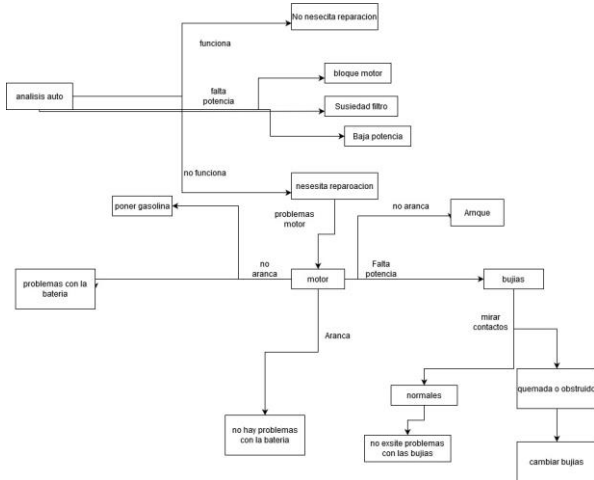 No nesecita reparacion
funciona
bloque motor
analisis auto
falta
potencia
Susiedad filtro
Baja potencia
no funciona
nesesita reparoacion
poner gasolina
problemas
motor
no aranca
Arnque
no
aranca
Falta
potencia
problemas con la
bateria
motor
bujias
mirar
contactos
Aranca
normales
quemada o obstruido
no hay problemas
con la bateria
no exsite problemas
con las bujias
cambiar bujias